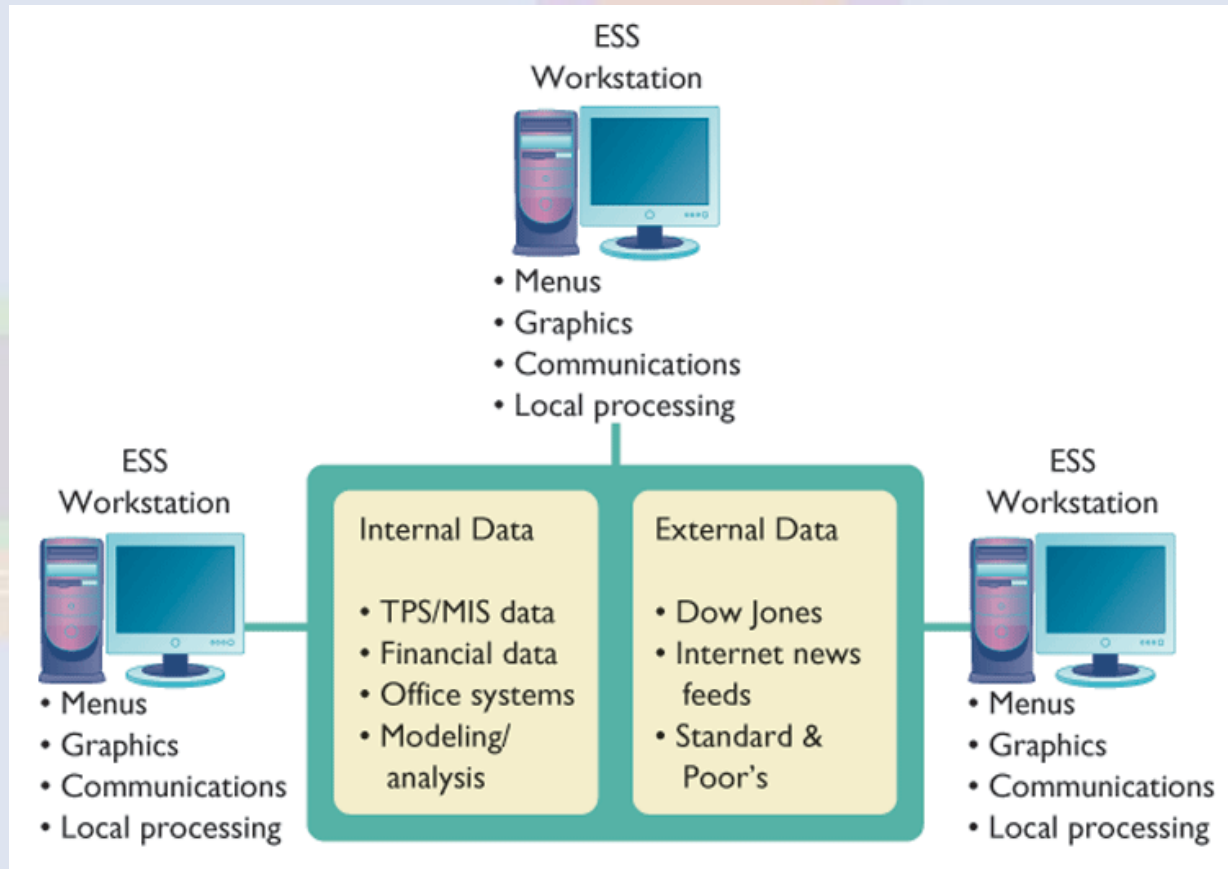 ESS
Workstation
• Menus
• Graphics
• Communications
• Local processing
ESS
Workstation
• Menus
• Graphics
• Communications
• Local processing
Internal Data
• TPS/MIS data
• Financial data
• Office systems
• Modeling/
analysis
External Data
• Dow Jones
• Internet news
feeds
• Standard &
Poor's
ESS
Workstation
• Menus
• Graphics
• Communications
• Local processing